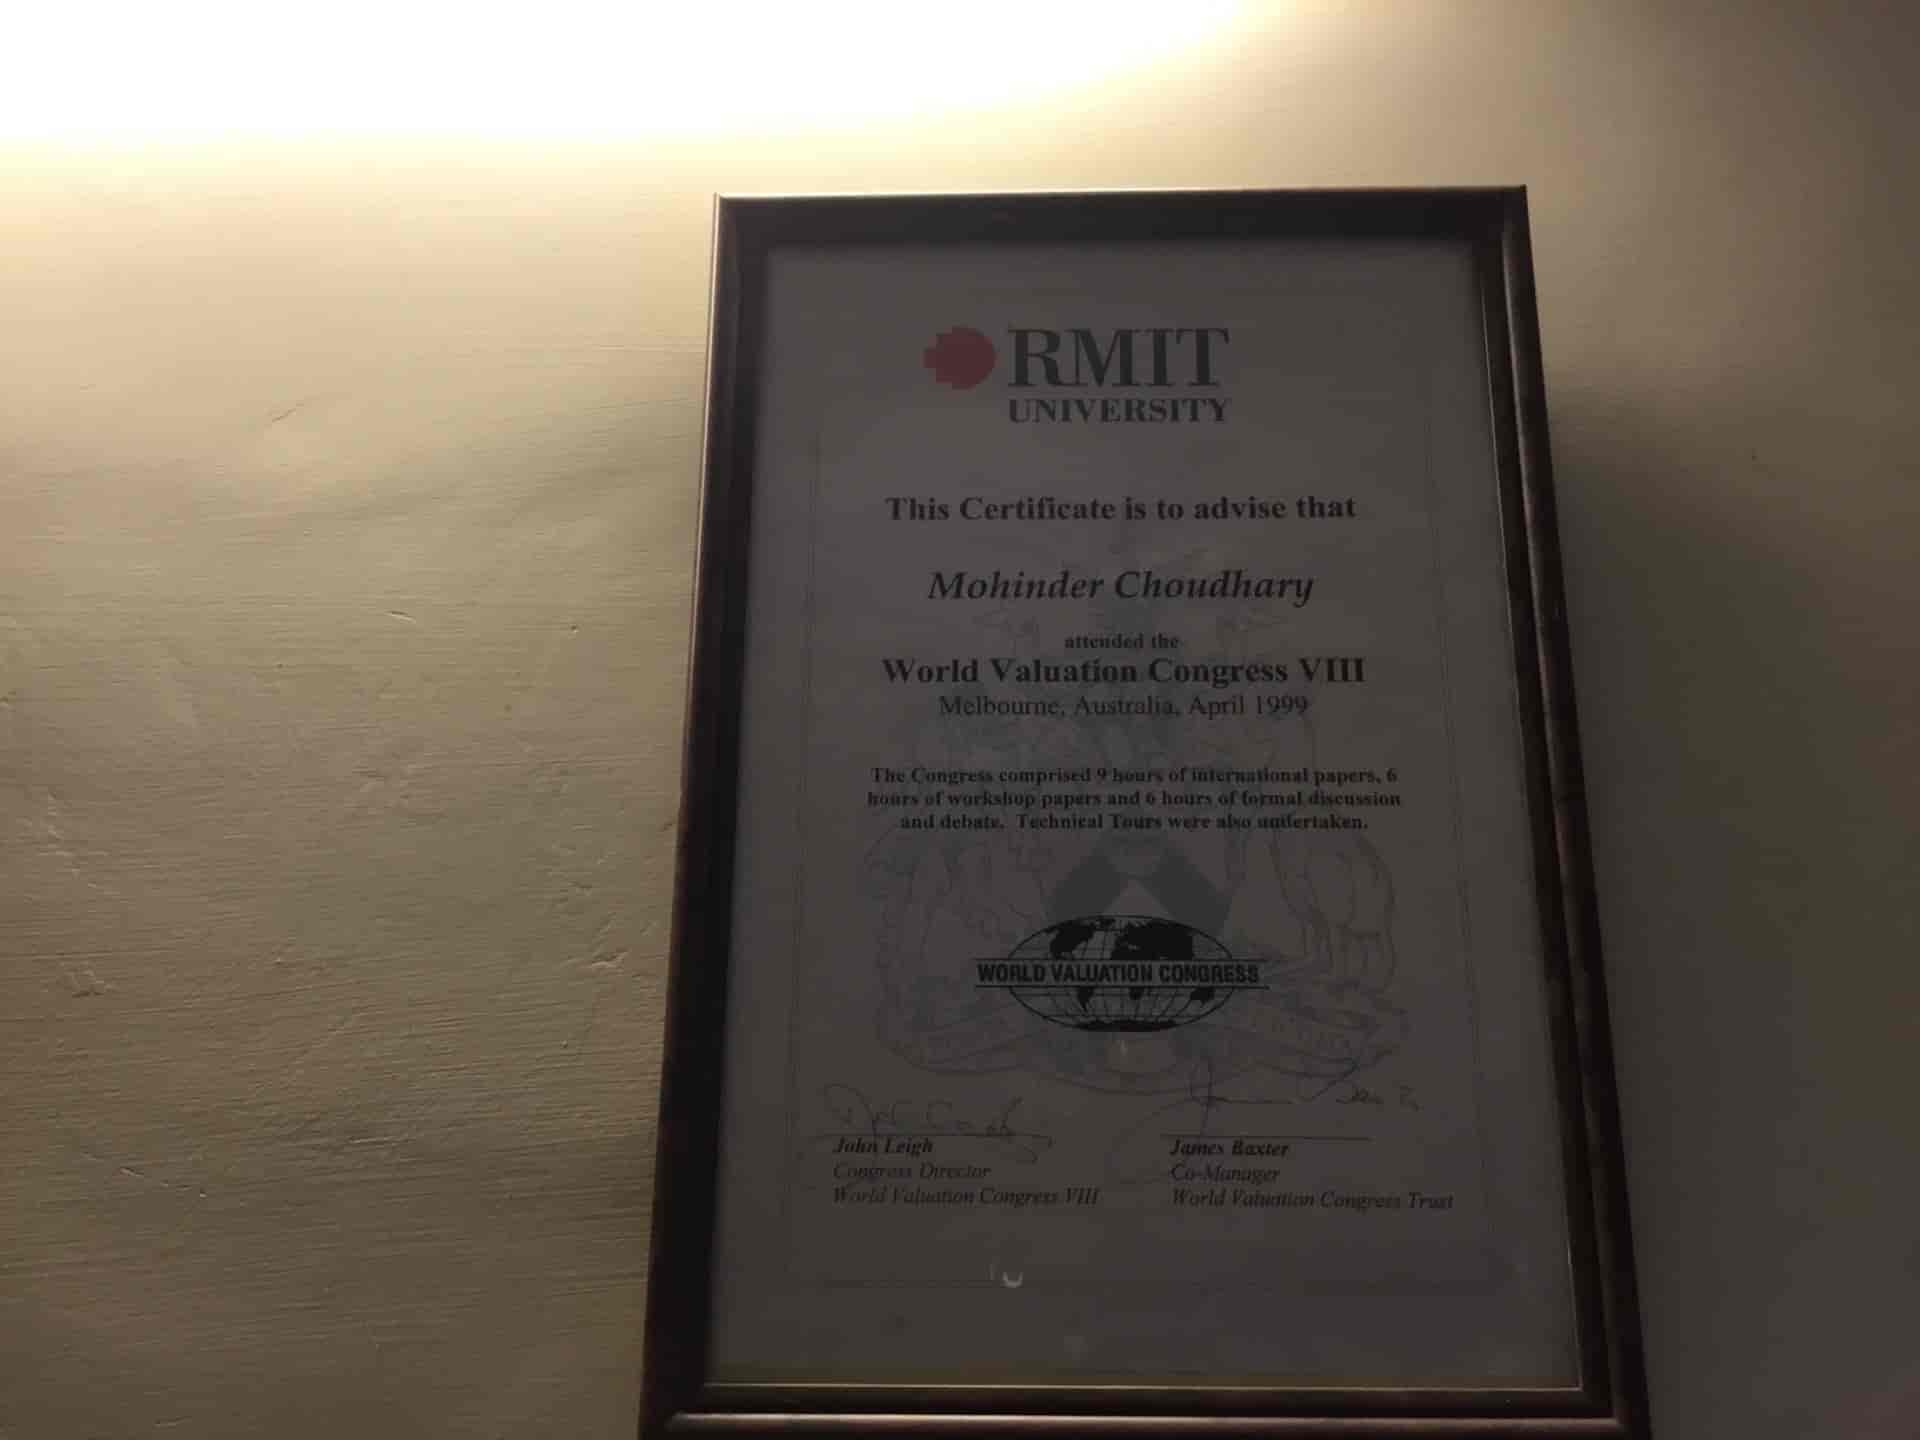 RMIT
UNIVERSITY
This Certificate is to advise that
Mohinder Choudhary
attended the
World Valuation Congress VIII
Melbourne, Australia, April 1999
The Congress comprised 9 hours of international papers, 6
hours of workshop papers and 6 hours of formal discussion
and debate. Technical Tours were also undertaken.
WORLD VALUATION CONGRESS
John Leigh
Congress Director
World Valuation Congress VIII
James Baxter
Co-Manager
World Valuation Congress Trust